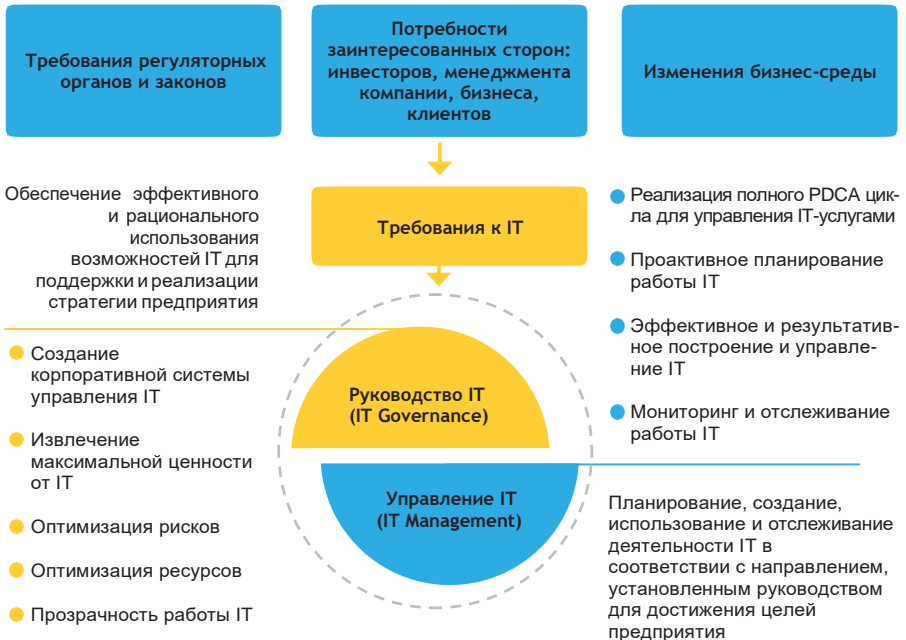 Требования регуляторных
органов и законов
Потребности
заинтересованных сторон:
инвесторов, менеджмента
компании, бизнеса,
клиентов
Изменения бизнес-среды
Требования к IT
Обеспечение эффективного
и рационального
использования
возможностей IT для
поддержки и реализации
стратегии предприятия
Создание
корпоративной системы
управления IT
Извлечение
максимальной ценности
от IT
Оптимизация рисков
Оптимизация ресурсов
Прозрачность работы IT
Руководство IT
(IT Governance)
Управление IT
(IT Management)
Реализация полного PDCA цик-
ла для управления IT-услугами
Проактивное планирование
работы IT
Эффективное и результатив-
ное построение и управле-
ние IT
Мониторинг и отслеживание
работы IT
Планирование, создание,
использование и отслеживание
деятельности IT в
соответствии с направлением,
установленным руководством
для достижения целей
предприятия